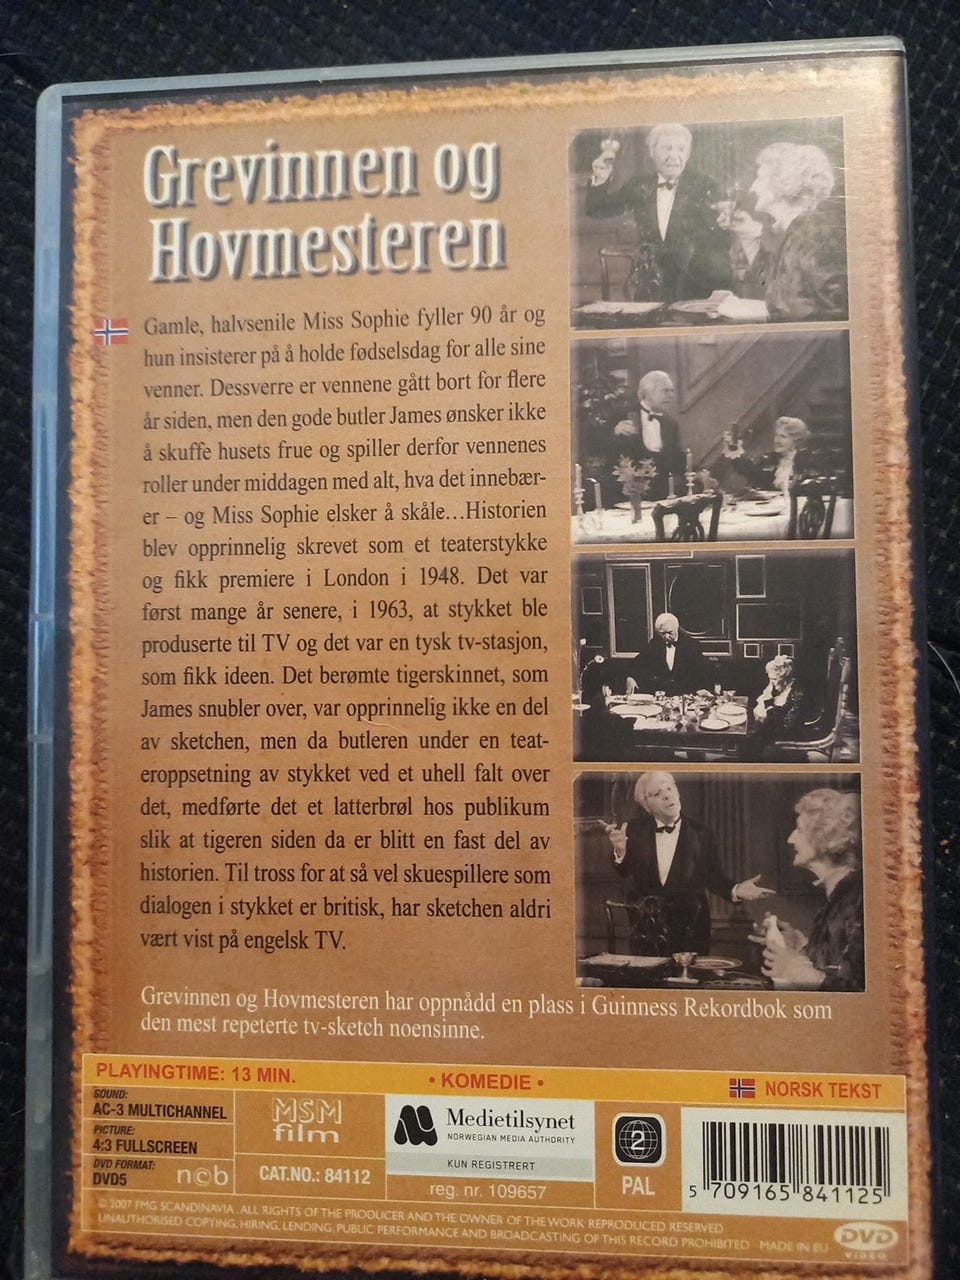 Grevinnen og
Hovmesteren
Gamle, halvsenile Miss Sophie fyller 90 år og
hun insisterer på å holde fødselsdag for alle sine
venner. Dessverre er vennene gått bort for flere
år siden, men den gode butler James ønsker ikke
å skuffe husets frue og spiller derfor vennenes
roller under middagen med alt, hva det innebær-
er – og Miss Sophie elsker å skåle...Historien
blev opprinnelig skrevet som et teaterstykke
og fikk premiere i London i 1948. Det var
først mange år senere, i 1963, at stykket ble
produserte til TV og det var en tysk tv-stasjon,
som fikk ideen. Det berømte tigerskinnet, som
James snubler over, var opprinnelig ikke en del
av sketchen, men da butleren under en teat-
eroppsetning av stykket ved et uhell falt over
det, medførte det et latterbrøl hos publikum
slik at tigeren siden da er blitt en fast del av
historien. Til tross for at så vel skuespillere som
dialogen i stykket er britisk, har sketchen aldri
vært vist på engelsk TV.
Grevinnen og Hovmesteren har oppnådd en plass i Guinness Rekordbok som
den mest repeterte tv-sketch noensinne.
PLAYINGTIME: 13 MIN.
• KOMEDIE •
NORSK TEKST
SOUND:
AC-3 MULTICHANNEL
PICTURE:
4:3 FULLSCREEN
DVD FORMAT:
DVD5
n©b
MSM
film
CAT.NO.: 84112
Medietilsynet
NORWEGIAN MEDIA AUTHORITY
KUN REGISTRERT
reg. nr. 109657
2
PAL
5 709165 841125
© 2007 FMG SCANDINAVIA. ALL RIGHTS OF THE PRODUCER AND THE OWNER OF THE WORK REPRODUCED RESERVED
UNAUTHORISED COPYING, HIRING, LENDING, PUBLIC PERFORMANCE AND BROADCASTING OF THIS RECORD PROHIBITED · MADE IN EU
DVD
VIDEO